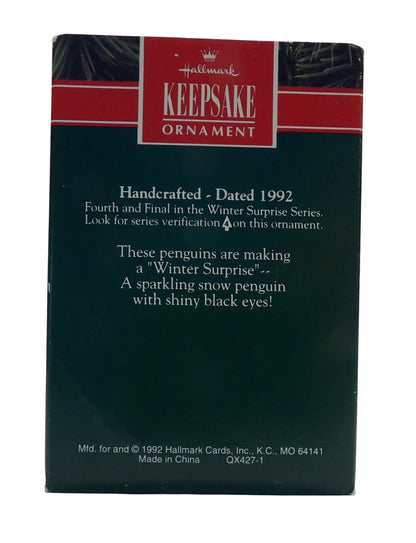 Hallmark
KEEPSAKE
ORNAMENT
Handcrafted - Dated 1992
Fourth and Final in the Winter Surprise Series.
Look for series verification on this ornament.
These penguins are making
a "Winter Surprise"--
A sparkling snow penguin
with shiny black eyes!
Mfd. for and © 1992 Hallmark Cards, Inc., K.C., MO 64141
Made in China QX427-1